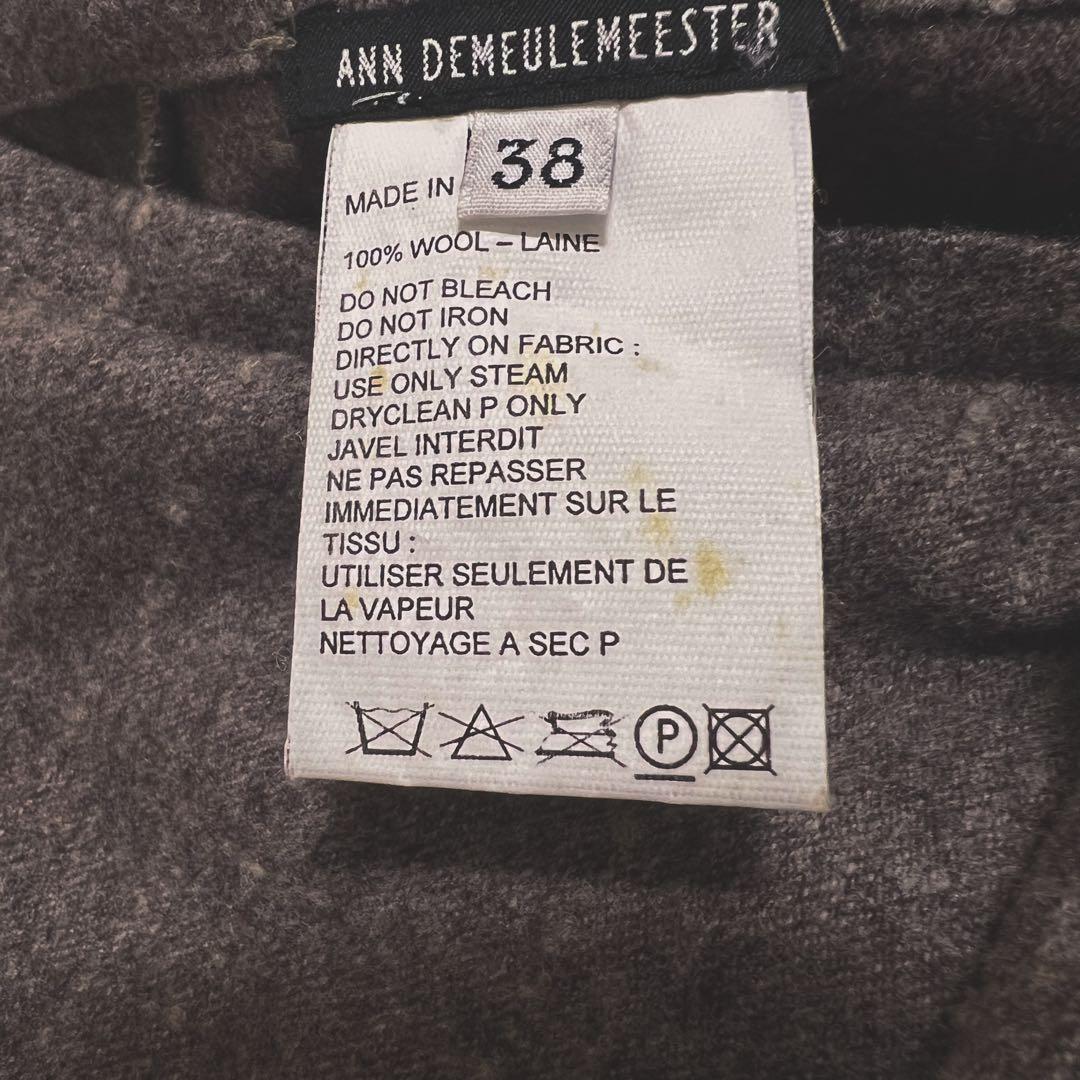 ANN DEMEULEMEESTER
38
MADE IN
100% WOOL – LAINE
DO NOT BLEACH
DO NOT IRON
DIRECTLY ON FABRIC :
USE ONLY STEAM
DRYCLEAN P ONLY
JAVEL INTERDIT
NE PAS REPASSER
IMMEDIATEMENT SUR LE
TISSU :
UTILISER SEULEMENT DE
LA VAPEUR
NETTOYAGE A SEC P
P